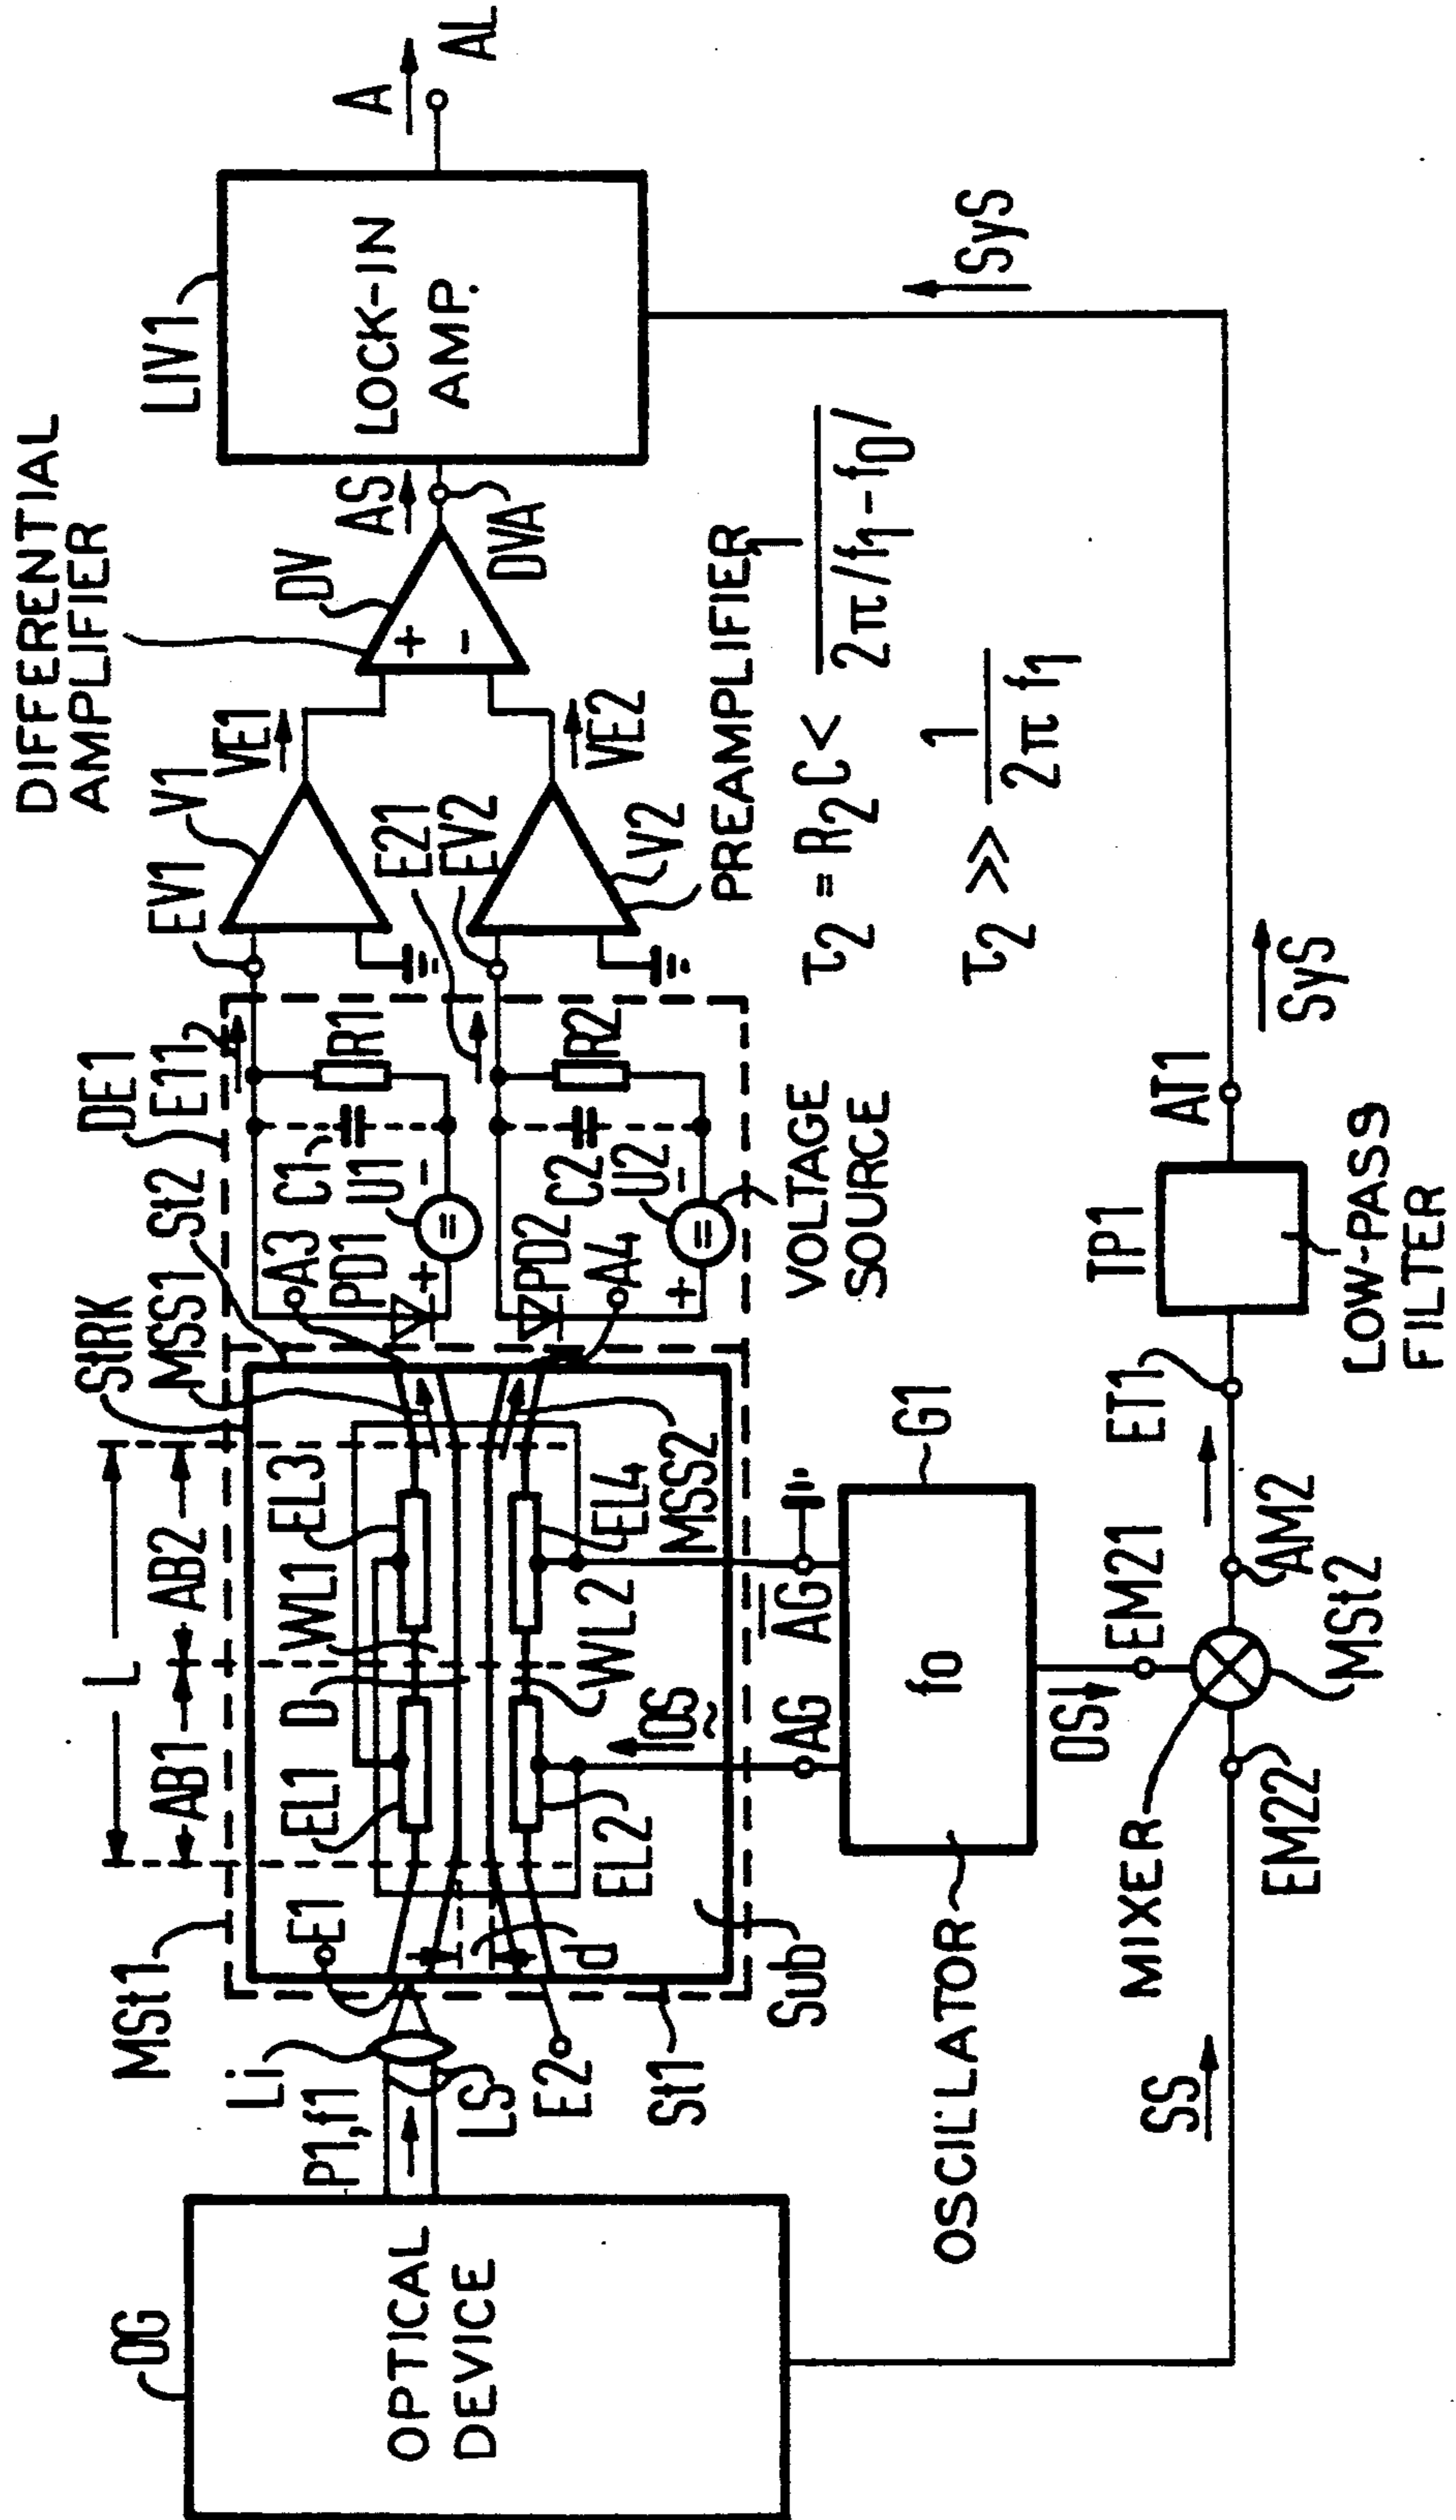 DIFFERENTIAL
AMPLIFIER
LIV1
LOCK-IN
AMP.
A
AL
AS
DV
DVA
+
-
VE1
VE2
V1
EV1
E21
EV2
V2
PREAMPLIFIER
DE1
E11
R1
C1
U1
-
+
A3
PD1
R2
C2
U2
-
+
PD2
A4
VOLTAGE
SOURCE
τ2 = R2 C < 1 / 2π/f1-f0/
τ2 >> 1 / 2π f1
StRK
MSS1
St2
L
AB1
AB2
EL1
D
WL1
EL3
EL2
WL2
EL4
MSS2
MSt1
E1
d
Li
P1,f1
LS
E2
St1
Sub
OG
OPTICAL
DEVICE
OS
AG
AG
G1
f0
OSCILLATOR
OS1
EM21
MIXER
EM22
MSt2
AM2
ET1
TP1
LOW-PASS
FILTER
AT1
SyS
SyS
SS